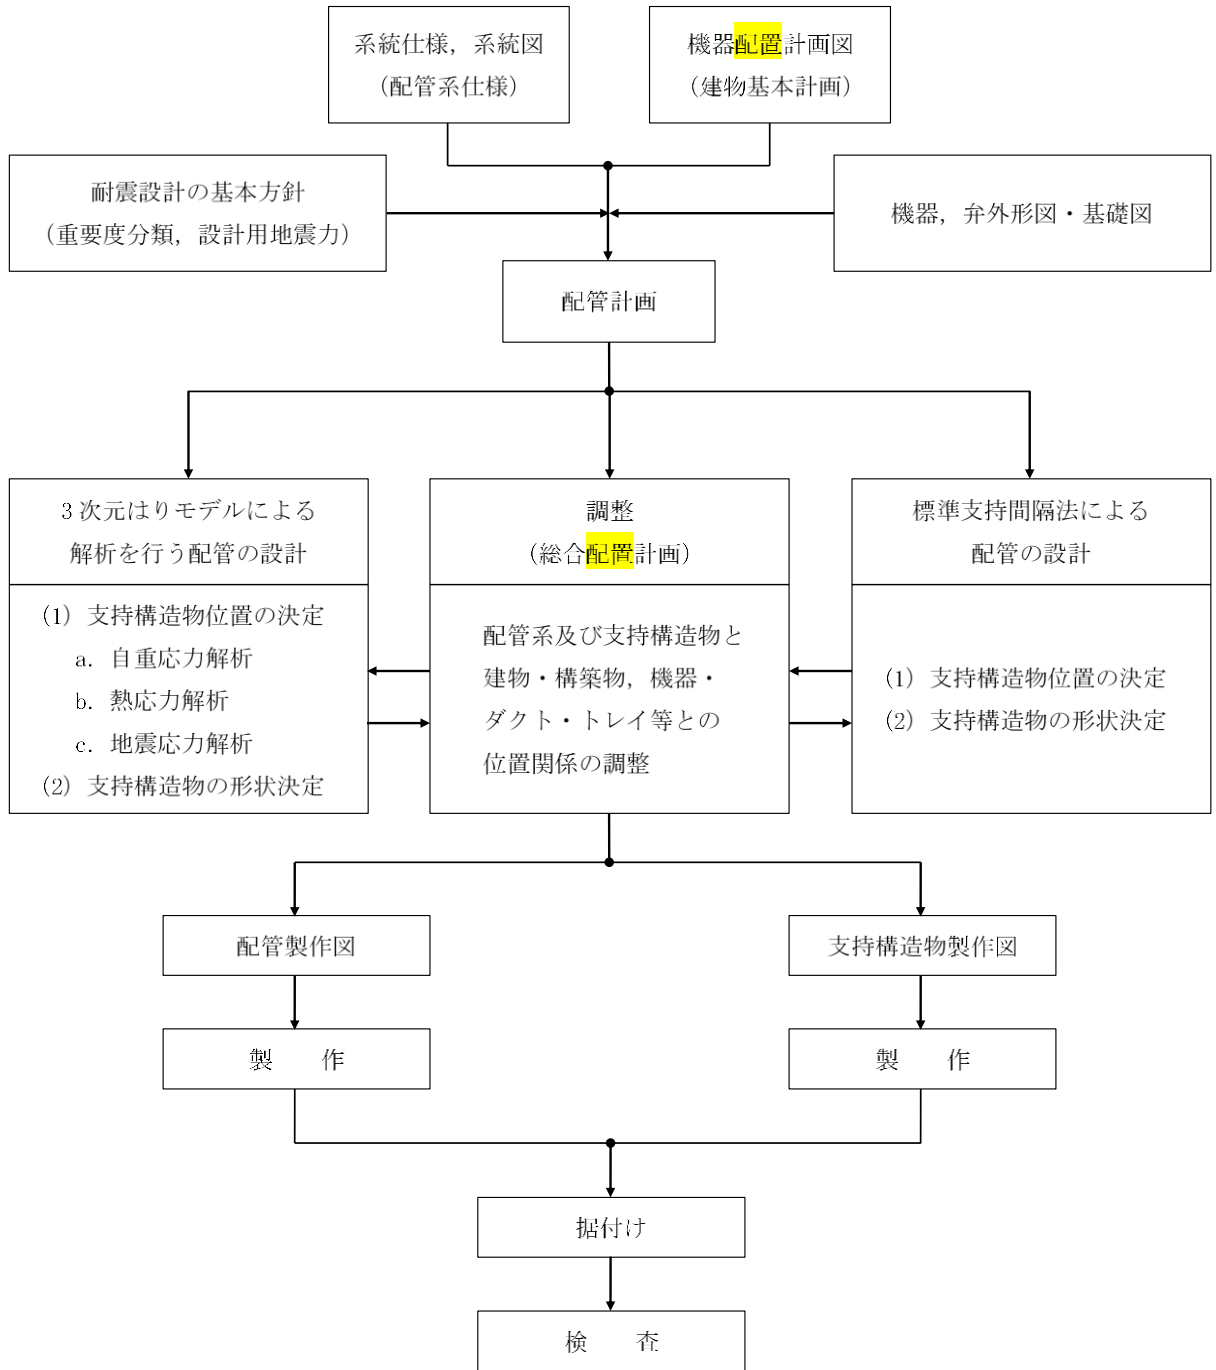 系統仕様，系統図
（配管系仕様）
機器配置計画図
（建物基本計画）
耐震設計の基本方針
（重要度分類，設計用地震力）
機器，弁外形図・基礎図
配管計画
3次元はりモデルによる
解析を行う配管の設計
(1) 支持構造物位置の決定
a. 自重応力解析
b. 熱応力解析
c. 地震応力解析
(2) 支持構造物の形状決定
調整
（総合配置計画）
配管系及び支持構造物と
建物・構築物，機器・
ダクト・トレイ等との
位置関係の調整
標準支持間隔法による
配管の設計
(1) 支持構造物位置の決定
(2) 支持構造物の形状決定
配管製作図
支持構造物製作図
製　　作
製　　作
据付け
検　　査